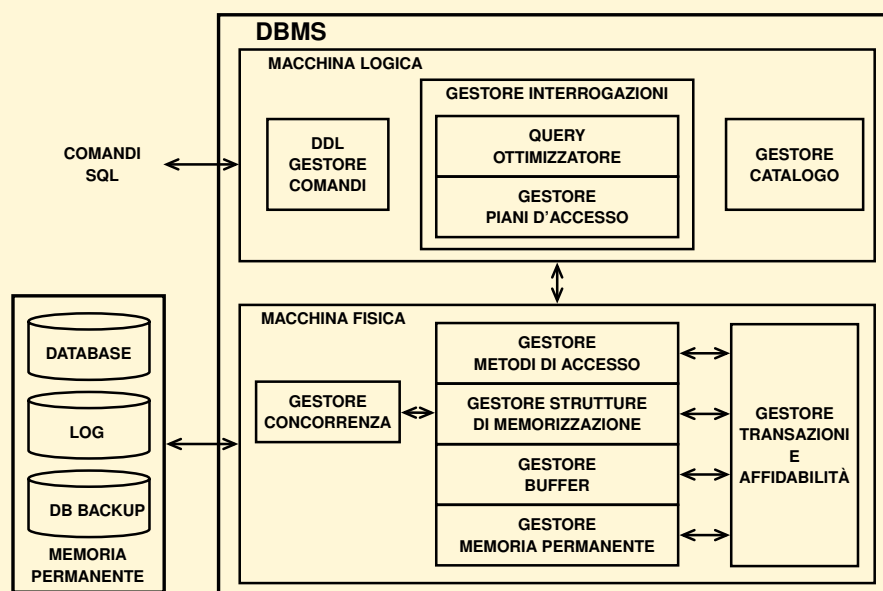 DBMS
MACCHINA LOGICA
GESTORE INTERROGAZIONI
DDL
GESTORE
COMANDI
QUERY
OTTIMIZZATORE
GESTORE
PIANI D'ACCESSO
GESTORE
CATALOGO
COMANDI
SQL
MACCHINA FISICA
GESTORE
METODI DI ACCESSO
GESTORE STRUTTURE
DI MEMORIZZAZIONE
GESTORE
BUFFER
GESTORE
MEMORIA PERMANENTE
GESTORE
CONCORRENZA
GESTORE
TRANSAZIONI
E
AFFIDABILITÀ
DATABASE
LOG
DB BACKUP
MEMORIA
PERMANENTE